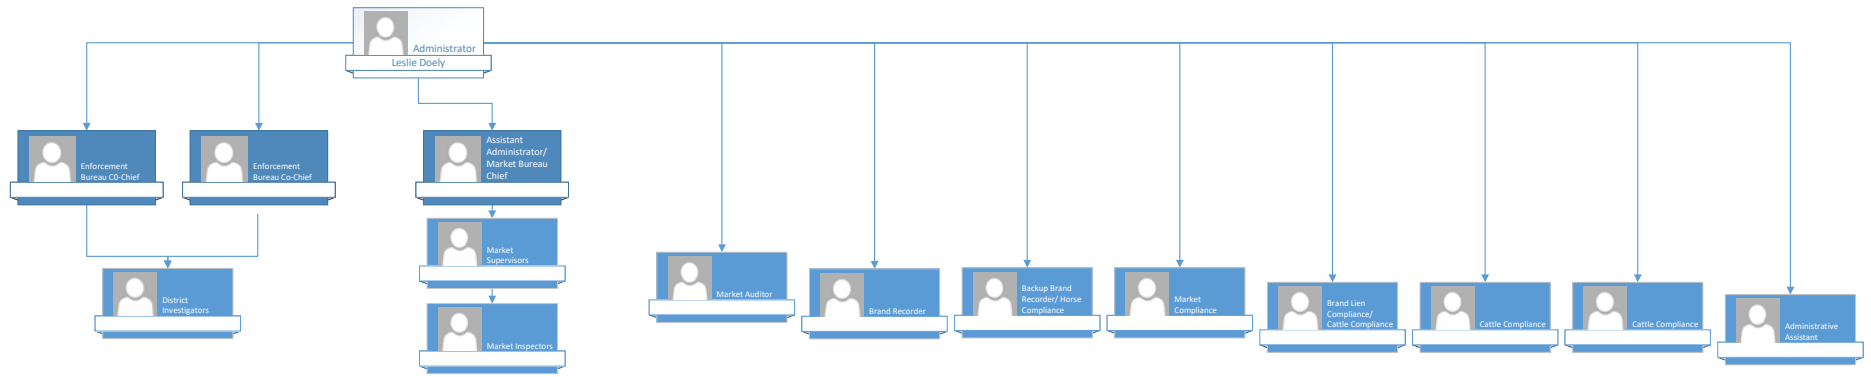 Administrator
Leslie Doely
Enforcement
Bureau C0-Chief
Enforcement
Bureau Co-Chief
Assistant
Administrator/
Market Bureau
Chief
Market
Supervisors
Market Inspectors
District
Investigators
Market Auditor
Brand Recorder
Backup Brand
Recorder/ Horse
Compliance
Market
Compliance
Brand Lien
Compliance/
Cattle Compliance
Cattle Compliance
Cattle Compliance
Administrative
Assistant